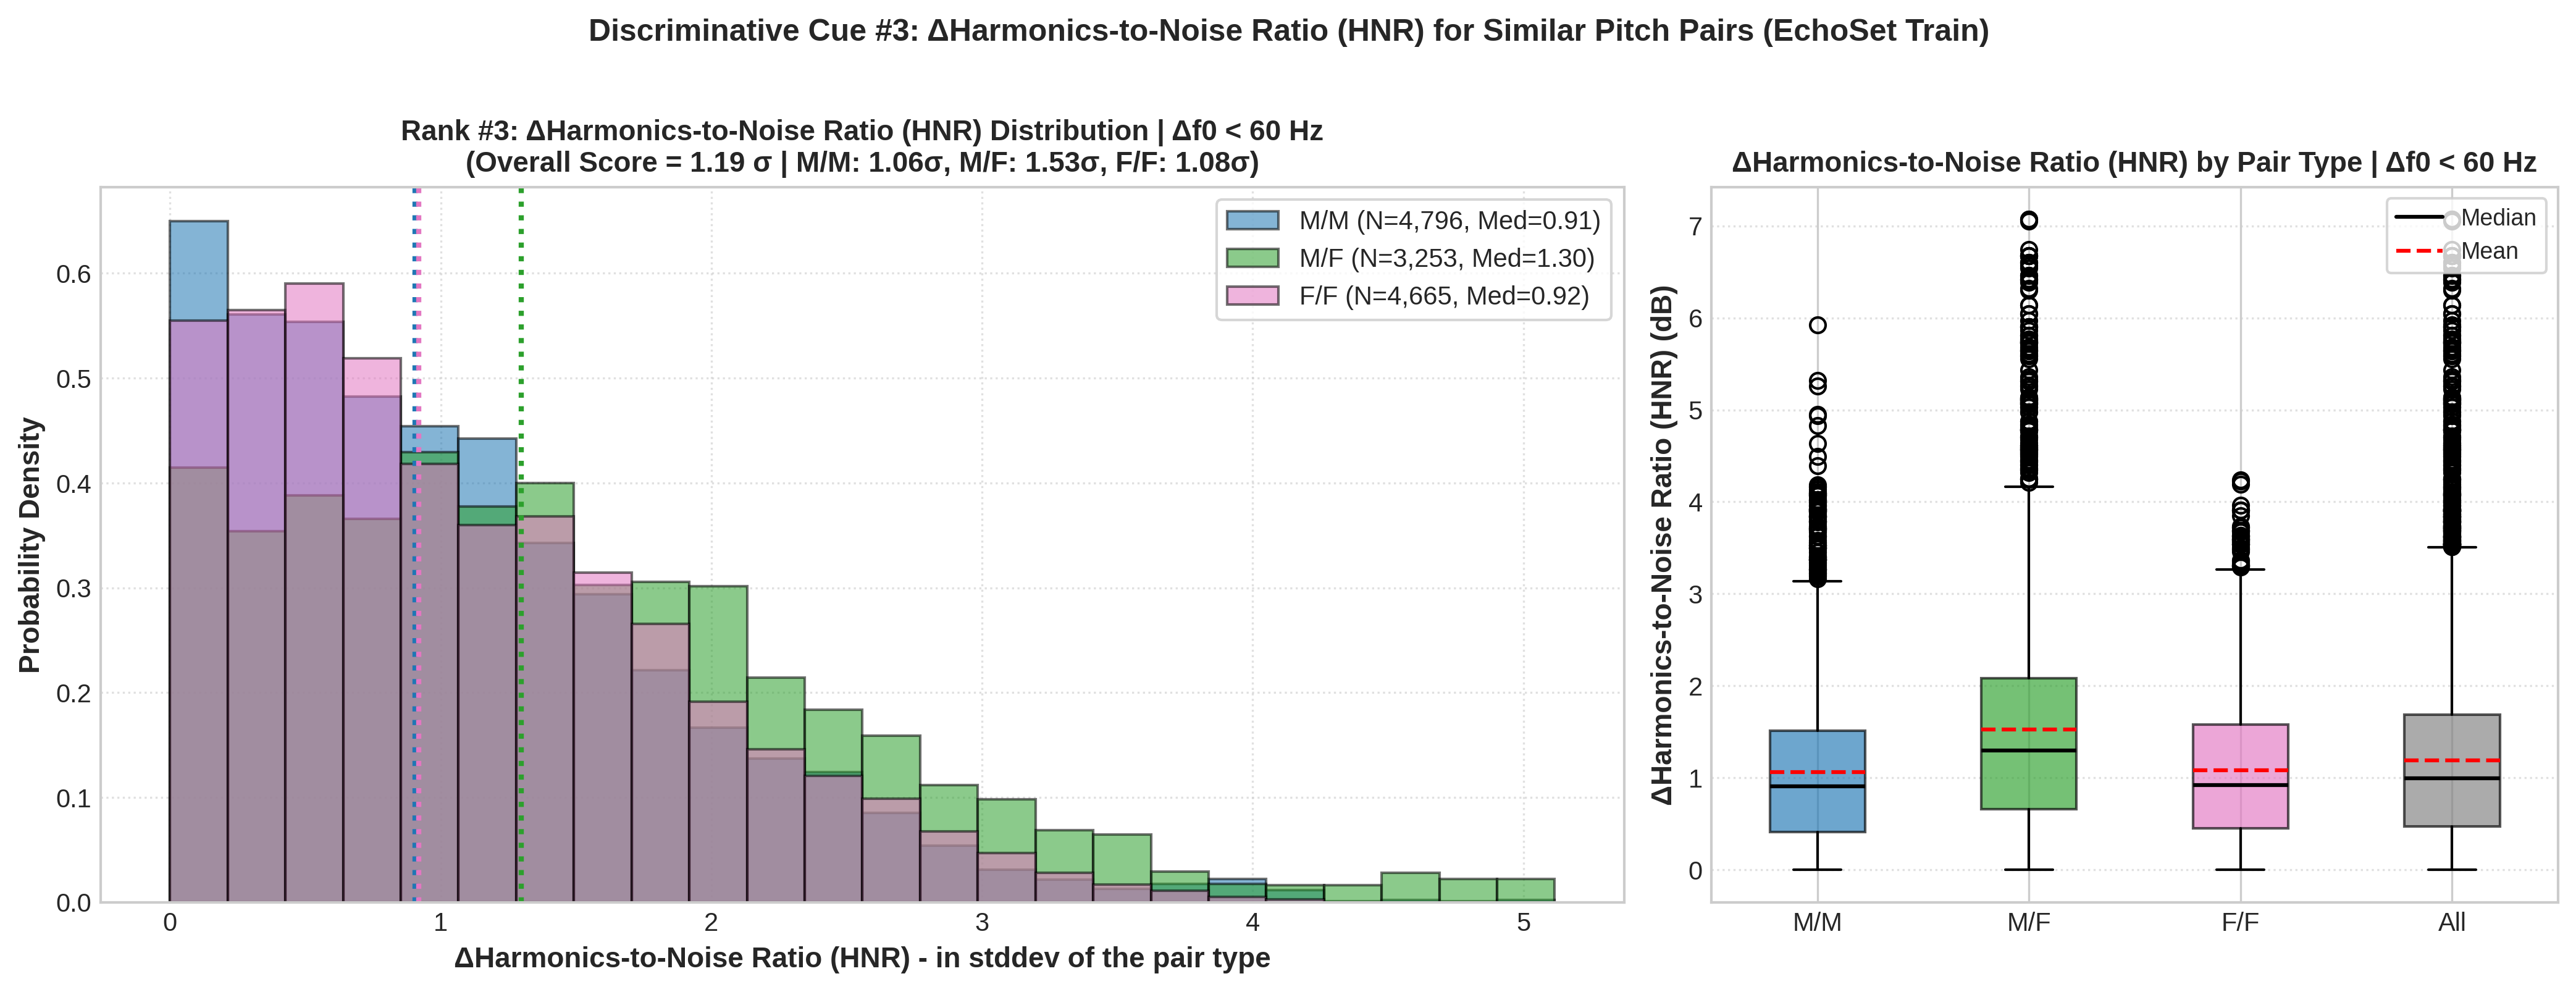 Discriminative Cue #3: ΔHarmonics-to-Noise Ratio (HNR) for Similar Pitch Pairs (EchoSet Train)
Rank #3: ΔHarmonics-to-Noise Ratio (HNR) Distribution | Δf0 < 60 Hz
(Overall Score = 1.19 σ | M/M: 1.06σ, M/F: 1.53σ, F/F: 1.08σ)
M/M (N=4,796, Med=0.91)
M/F (N=3,253, Med=1.30)
F/F (N=4,665, Med=0.92)
Probability Density
0.6
0.5
0.4
0.3
0.2
0.1
0.0
0 1 2 3 4 5
ΔHarmonics-to-Noise Ratio (HNR) - in stddev of the pair type
ΔHarmonics-to-Noise Ratio (HNR) by Pair Type | Δf0 < 60 Hz
Median
Mean
ΔHarmonics-to-Noise Ratio (HNR) (dB)
7
6
5
4
3
2
1
0
M/M M/F F/F All